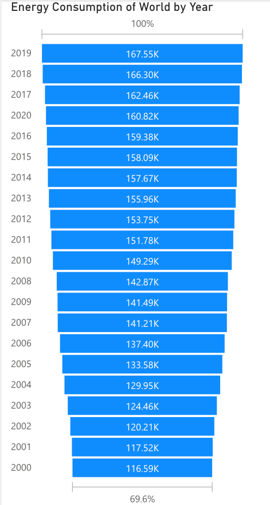 Energy Consumption of World by Year
100%
2019 167.55K
2018 166.30K
2017 162.46K
2020 160.82K
2016 159.38K
2015 158.09K
2014 157.67K
2013 155.96K
2012 153.75K
2011 151.78K
2010 149.29K
2008 142.87K
2009 141.49K
2007 141.21K
2006 137.40K
2005 133.58K
2004 129.95K
2003 124.46K
2002 120.21K
2001 117.52K
2000 116.59K
69.6%